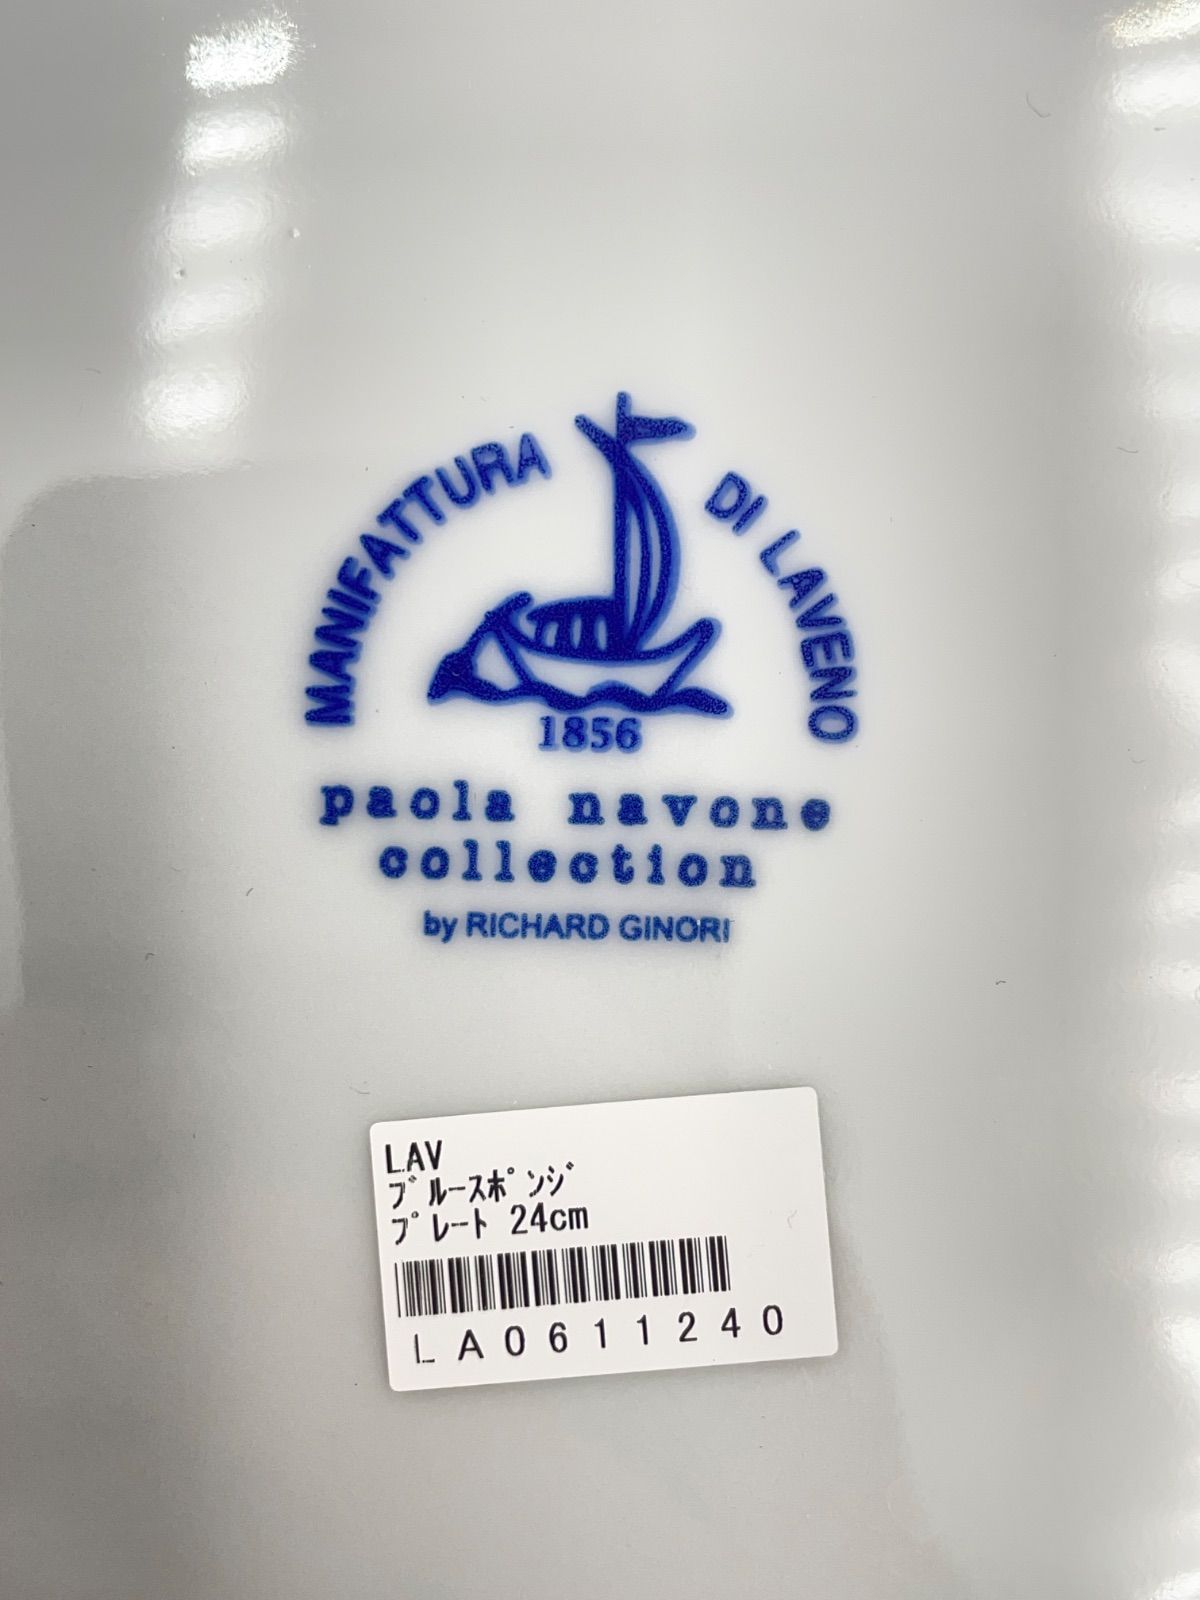 MANIFATTURA DI LAVENO
1856
paola navone
collection
by RICHARD GINORI
LAV
ﾌﾞﾙｰｽﾎﾟﾝｼﾞ
ﾌﾟﾚｰﾄ 24cm
LA0611240